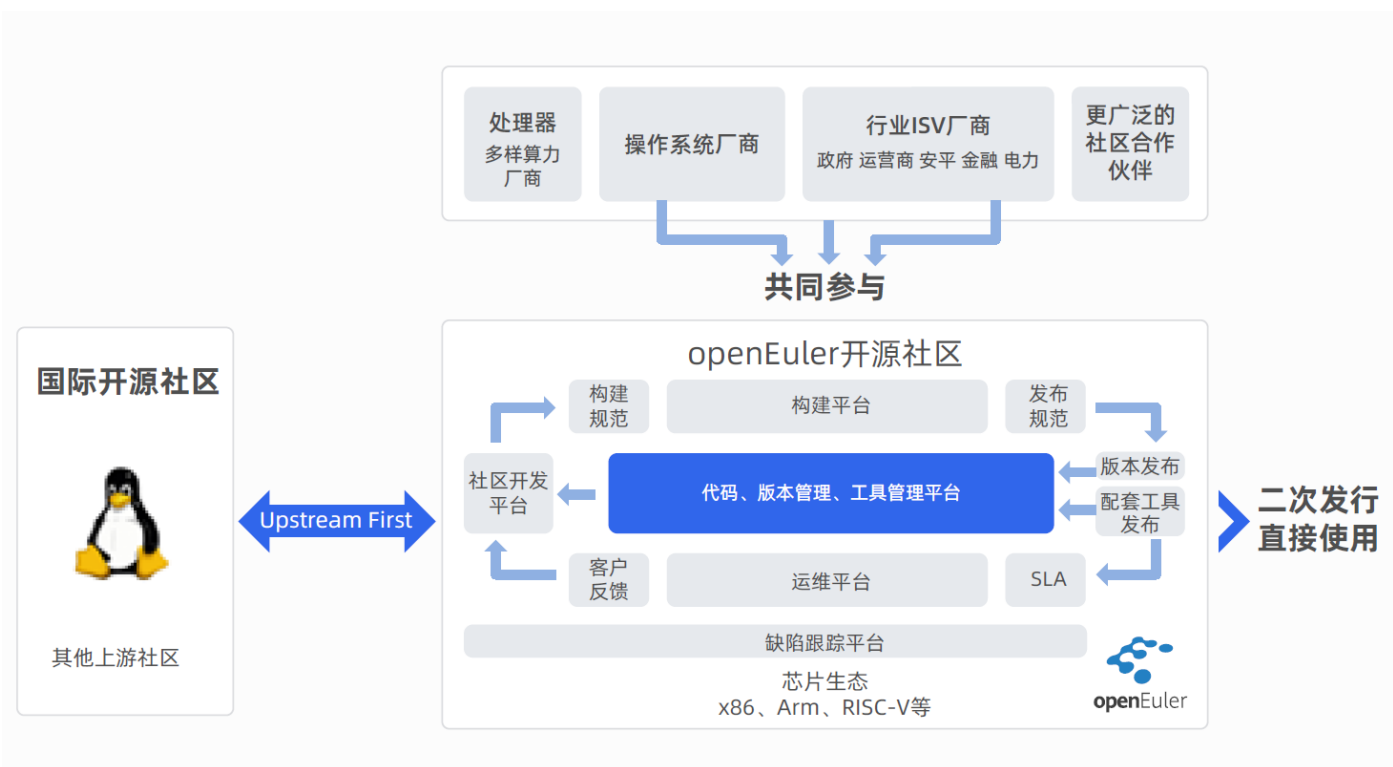 处理器
多样算力
厂商
操作系统厂商
行业ISV厂商
政府 运营商 安平 金融 电力
更广泛的
社区合作
伙伴
共同参与
国际开源社区
其他上游社区
Upstream First
openEuler开源社区
构建
规范
构建平台
发布
规范
社区开发
平台
代码、版本管理、工具管理平台
版本发布
配套工具
发布
客户
反馈
运维平台
SLA
缺陷跟踪平台
芯片生态
x86、Arm、RISC-V等
openEuler
二次发行
直接使用